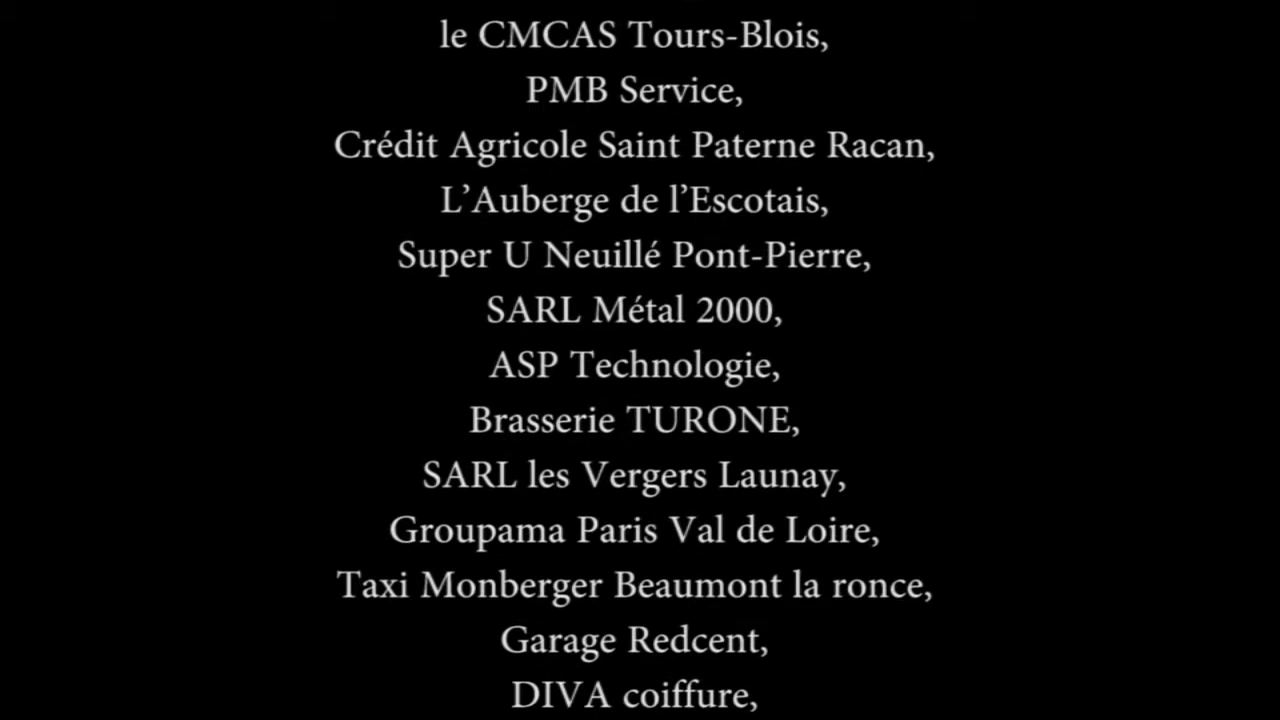 le CMCAS Tours-Blois,
PMB Service,
Crédit Agricole Saint Paterne Racan,
L’Auberge de l’Escotais,
Super U Neuillé Pont-Pierre,
SARL Métal 2000,
ASP Technologie,
Brasserie TURONE,
SARL les Vergers Launay,
Groupama Paris Val de Loire,
Taxi Monberger Beaumont la ronce,
Garage Redcent,
DIVA coiffure,